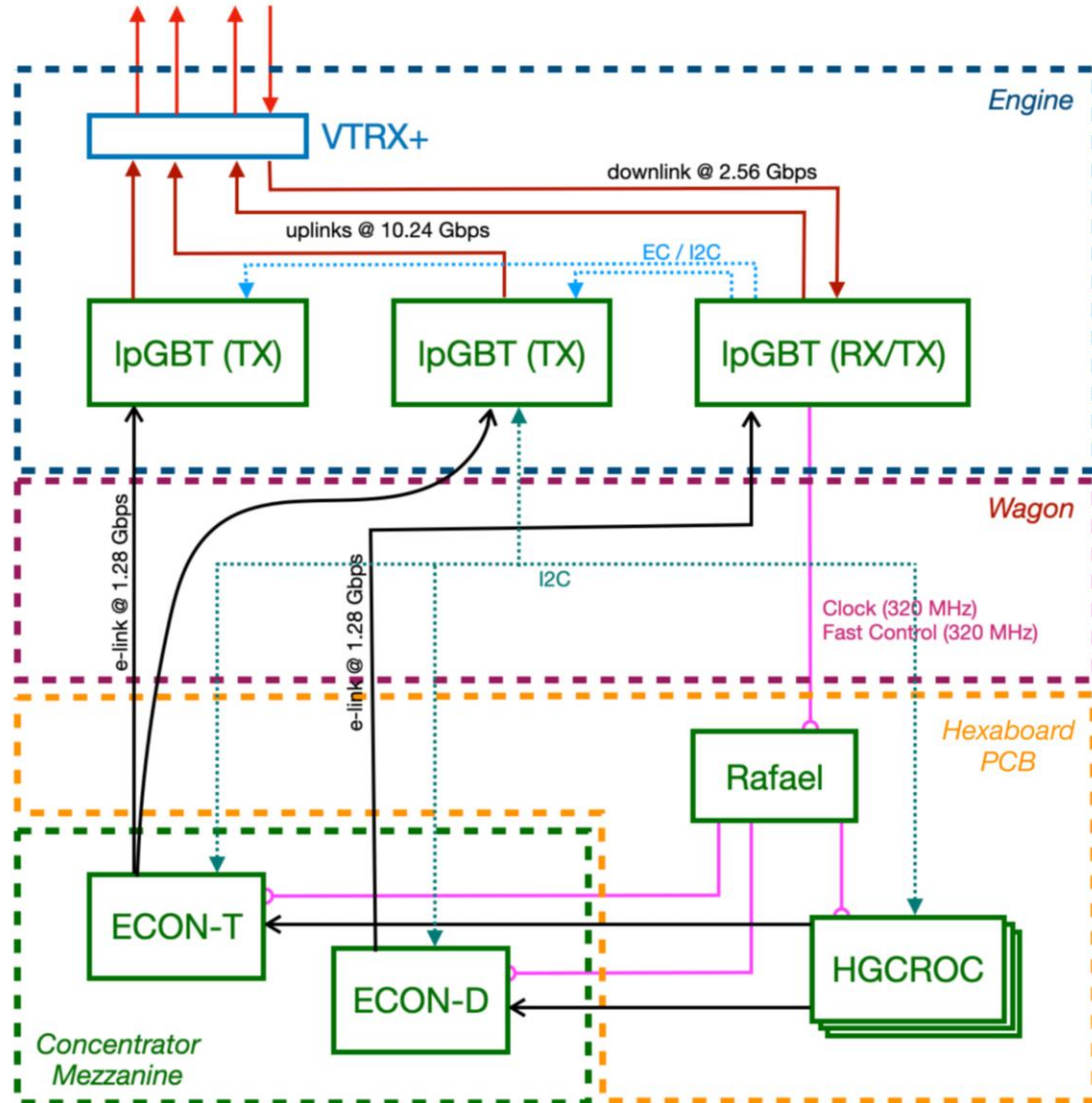 Engine
VTRX+
downlink @ 2.56 Gbps
uplinks @ 10.24 Gbps
EC / I2C
lpGBT (TX)
lpGBT (TX)
lpGBT (RX/TX)
Wagon
e-link @ 1.28 Gbps
e-link @ 1.28 Gbps
I2C
Clock (320 MHz)
Fast Control (320 MHz)
Hexaboard
PCB
Rafael
ECON-T
ECON-D
HGCROC
Concentrator
Mezzanine